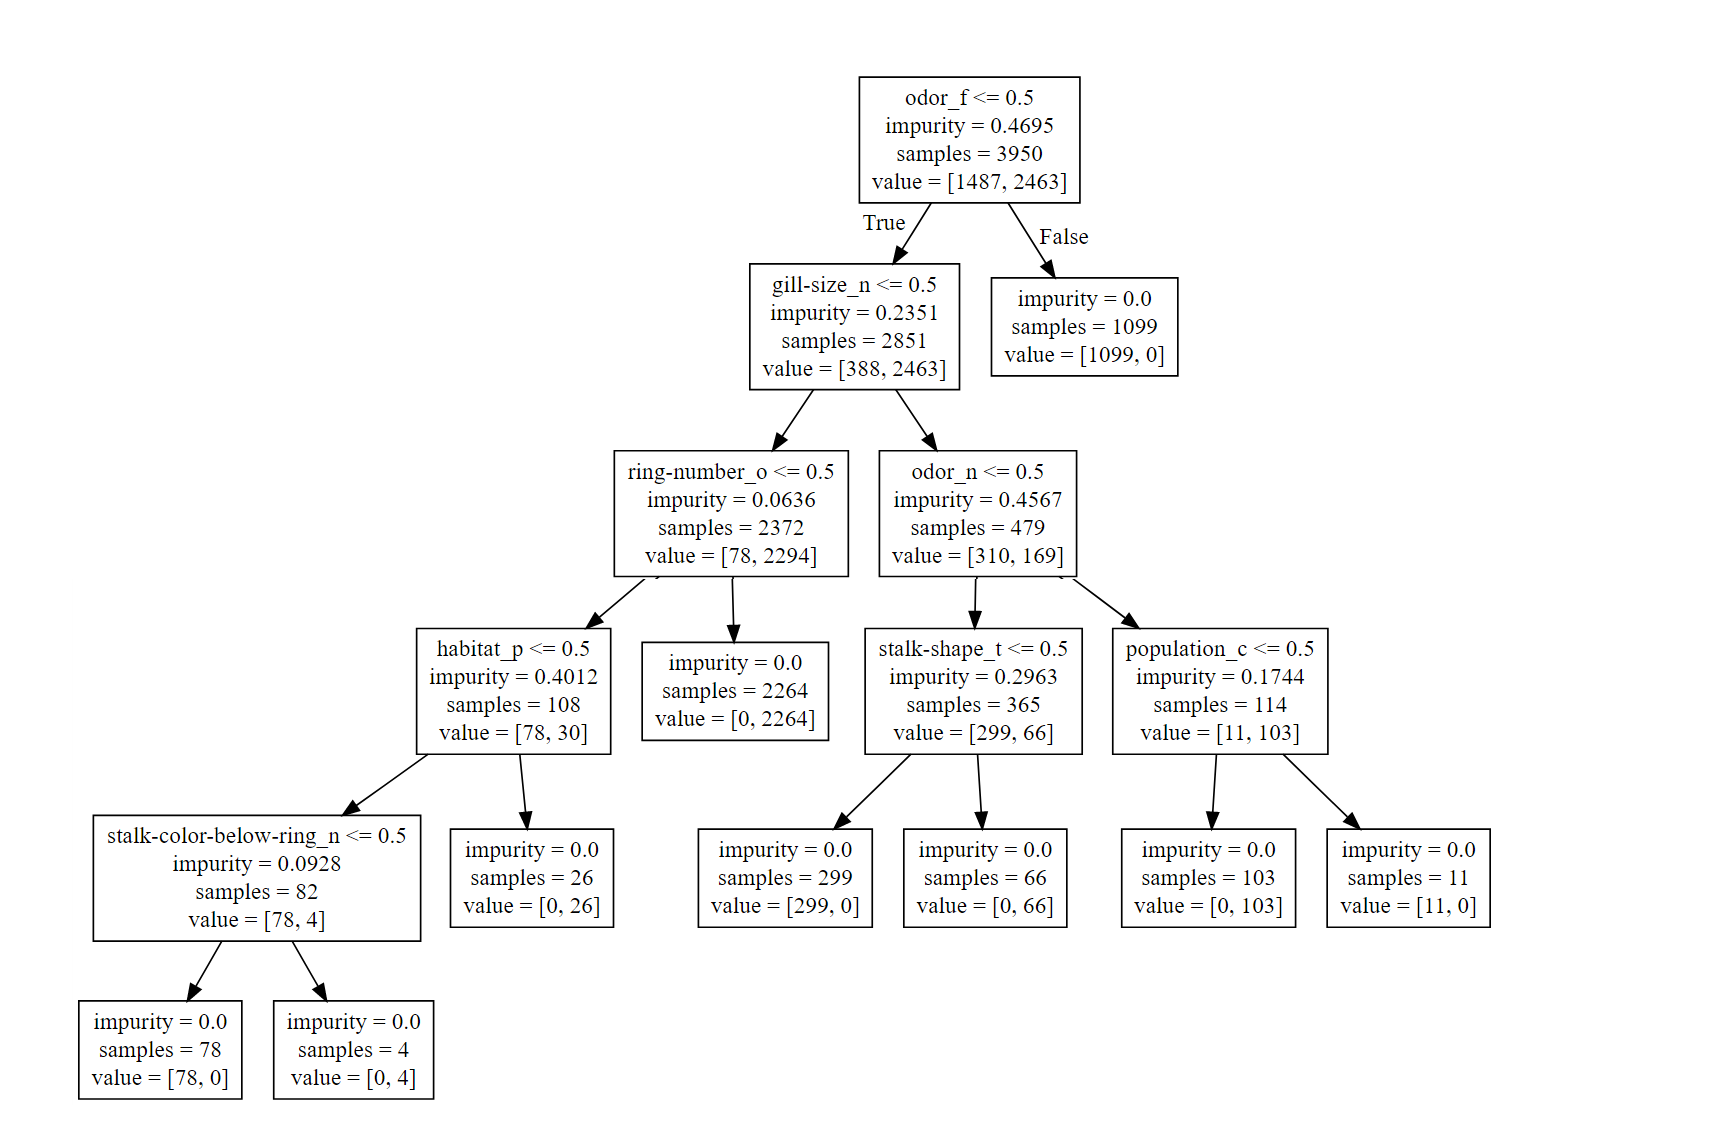 odor_f <= 0.5
impurity = 0.4695
samples = 3950
value = [1487, 2463]
True
False
gill-size_n <= 0.5
impurity = 0.2351
samples = 2851
value = [388, 2463]
impurity = 0.0
samples = 1099
value = [1099, 0]
ring-number_o <= 0.5
impurity = 0.0636
samples = 2372
value = [78, 2294]
odor_n <= 0.5
impurity = 0.4567
samples = 479
value = [310, 169]
habitat_p <= 0.5
impurity = 0.4012
samples = 108
value = [78, 30]
impurity = 0.0
samples = 2264
value = [0, 2264]
stalk-shape_t <= 0.5
impurity = 0.2963
samples = 365
value = [299, 66]
population_c <= 0.5
impurity = 0.1744
samples = 114
value = [11, 103]
stalk-color-below-ring_n <= 0.5
impurity = 0.0928
samples = 82
value = [78, 4]
impurity = 0.0
samples = 26
value = [0, 26]
impurity = 0.0
samples = 299
value = [299, 0]
impurity = 0.0
samples = 66
value = [0, 66]
impurity = 0.0
samples = 103
value = [0, 103]
impurity = 0.0
samples = 11
value = [11, 0]
impurity = 0.0
samples = 78
value = [78, 0]
impurity = 0.0
samples = 4
value = [0, 4]